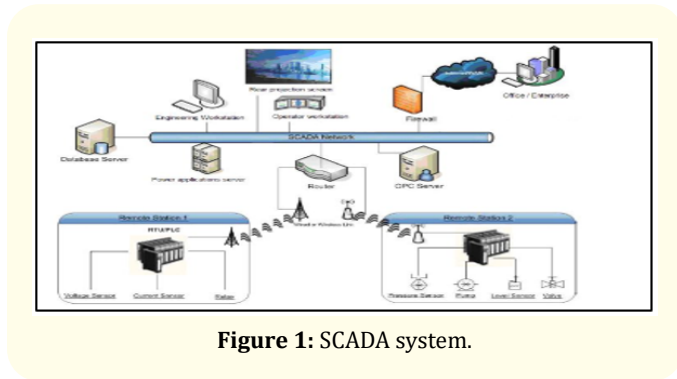 Rear projection screen
Engineering Workstation
Operator workstation
Firewall
Office / Enterprise
SCADA Network
Database Server
Power applications server
Router
OPC Server
Remote Station 1
Remote Station 2
RTU/PLC
Voltage Sensor
Current Sensor
Relay
Pressure Sensor
Pump
Level Sensor
Valve
Figure 1: SCADA system.